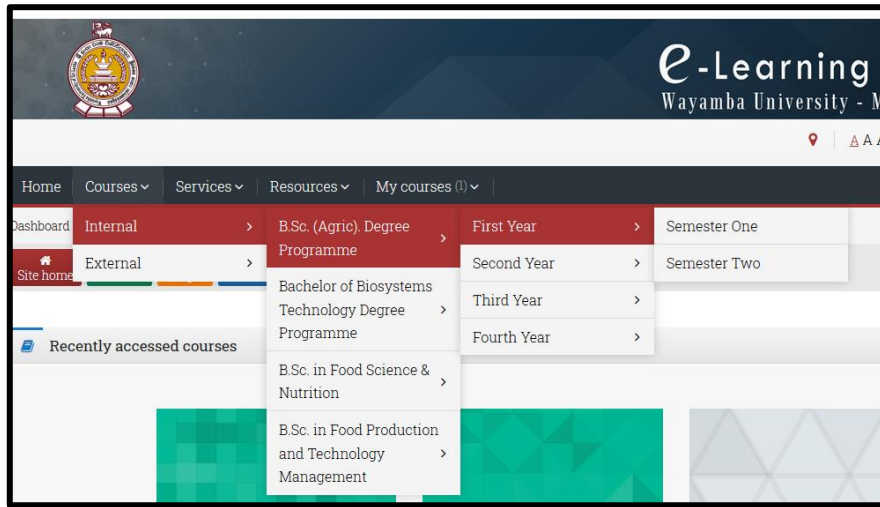 e-Learning
Wayamba University - M
A A A
Home Courses Services Resources My courses (1)
Dashboard
Internal
External
Site home
B.Sc. (Agric). Degree
Programme
Bachelor of Biosystems
Technology Degree
Programme
B.Sc. in Food Science &
Nutrition
B.Sc. in Food Production
and Technology
Management
First Year
Second Year
Third Year
Fourth Year
Semester One
Semester Two
Recently accessed courses